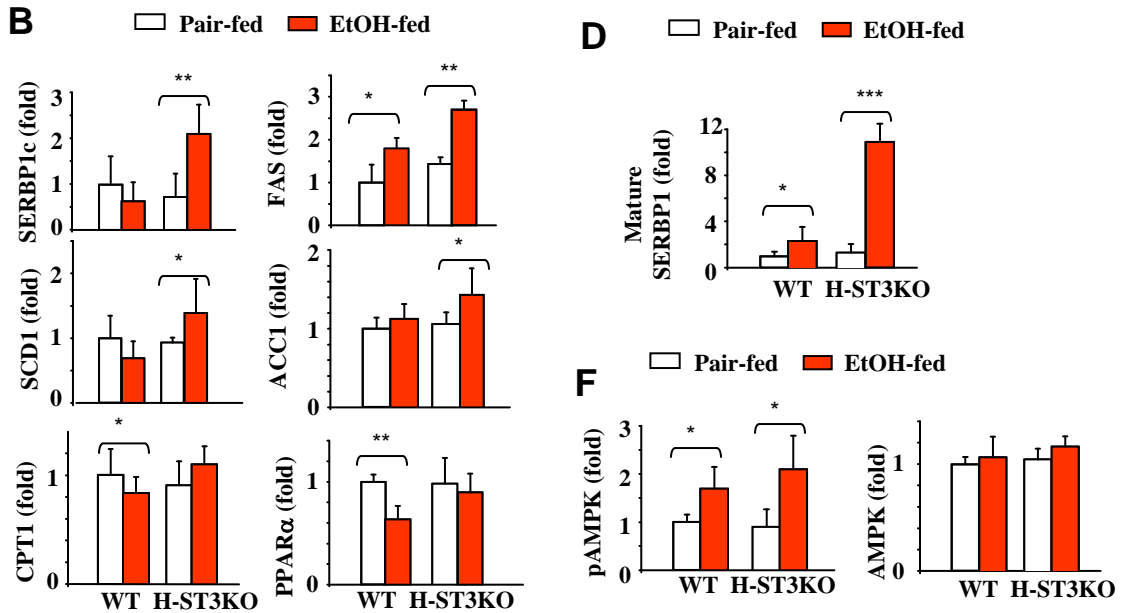 B
Pair-fed EtOH-fed
SERBP1c (fold)
3
2
1
0
**
FAS (fold)
3
2
1
0
*
**
SCD1 (fold)
2
1
0
*
ACC1 (fold)
2
1
0
*
CPT1 (fold)
1
0
*
WT H-ST3KO
PPARα (fold)
1
0
**
WT H-ST3KO
D
Pair-fed EtOH-fed
Mature
SERBP1 (fold)
12
8
4
0
*
***
WT H-ST3KO
F
Pair-fed EtOH-fed
pAMPK (fold)
3
2
1
0
*
*
WT H-ST3KO
AMPK (fold)
1
0
WT H-ST3KO